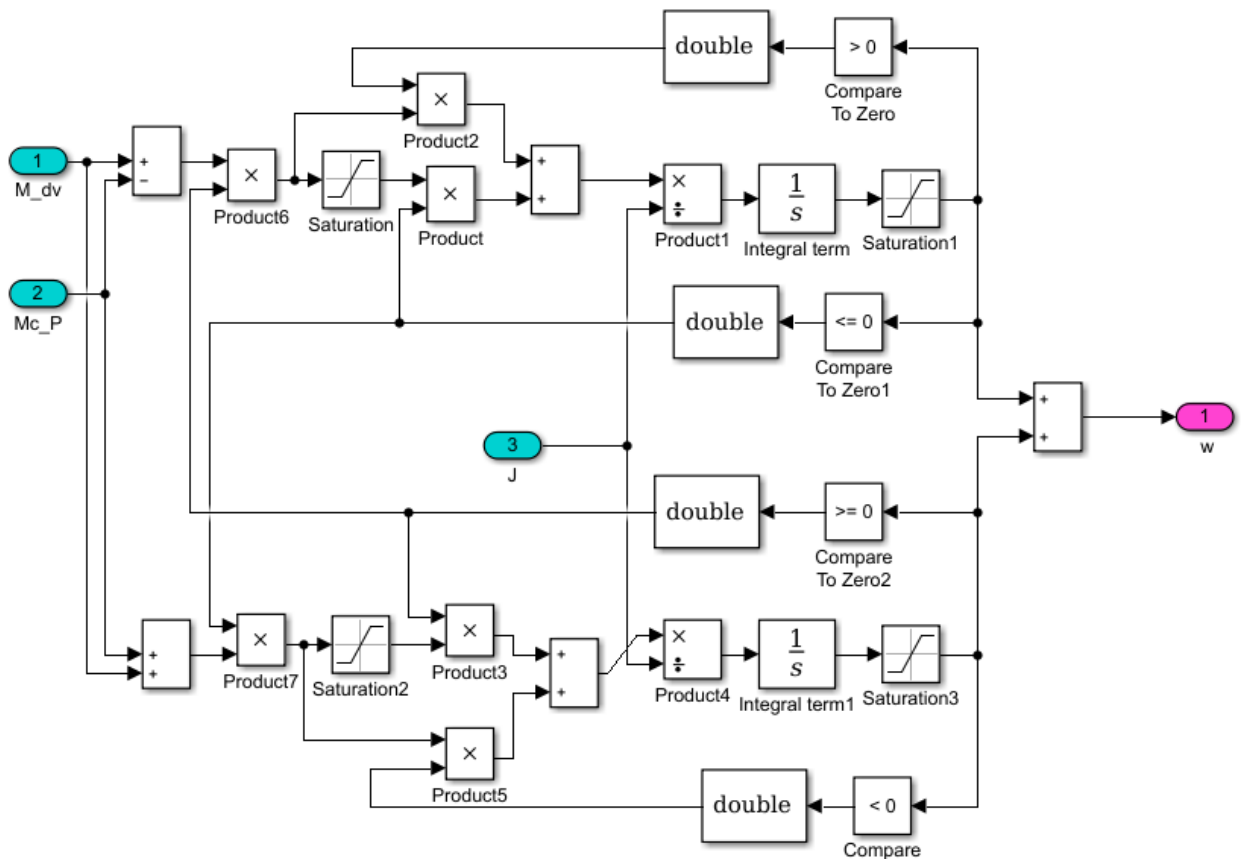 double
> 0
Compare
To Zero
×
Product2
1
M_dv
+
−
×
Product6
Saturation
×
Product
+
+
×
÷
Product1
1
s
Integral term
Saturation1
2
Mc_P
double
<= 0
Compare
To Zero1
3
J
+
+
1
w
double
>= 0
Compare
To Zero2
+
+
×
Product7
Saturation2
×
Product3
+
+
×
÷
Product4
1
s
Integral term1
Saturation3
×
Product5
double
< 0
Compare